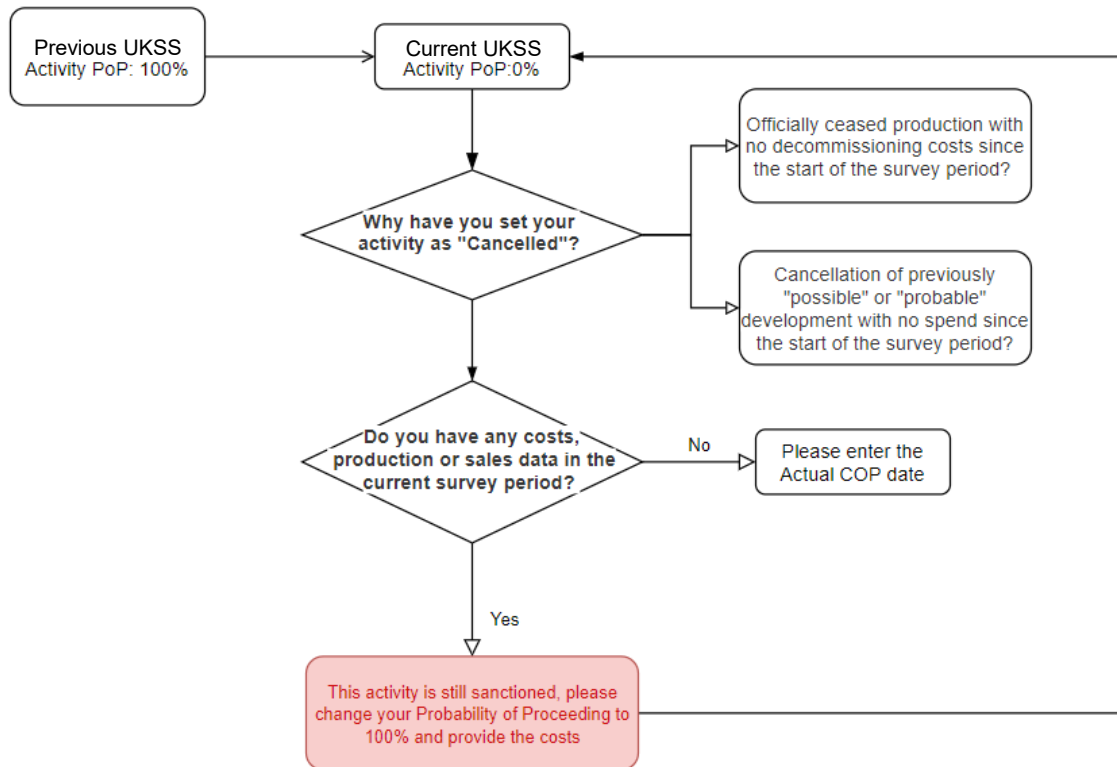 Previous UKSS
Activity PoP: 100%
Current UKSS
Activity PoP:0%
Officially ceased production with
no decommissioning costs since
the start of the survey period?
Why have you set your
activity as "Cancelled"?
Cancellation of previously
"possible" or "probable"
development with no spend since
the start of the survey period?
Do you have any costs,
production or sales data in the
current survey period?
No
Please enter the
Actual COP date
Yes
This activity is still sanctioned, please
change your Probability of Proceeding to
100% and provide the costs